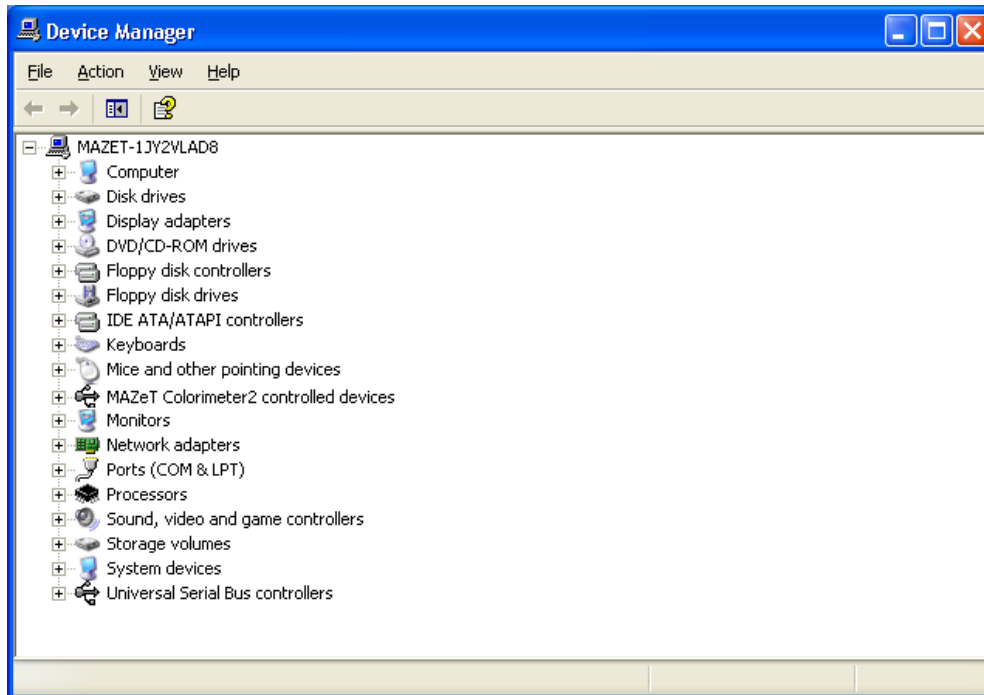 Device Manager
File Action View Help
MAZET-1JY2VLAD8
Computer
Disk drives
Display adapters
DVD/CD-ROM drives
Floppy disk controllers
Floppy disk drives
IDE ATA/ATAPI controllers
Keyboards
Mice and other pointing devices
MAZeT Colorimeter2 controlled devices
Monitors
Network adapters
Ports (COM & LPT)
Processors
Sound, video and game controllers
Storage volumes
System devices
Universal Serial Bus controllers